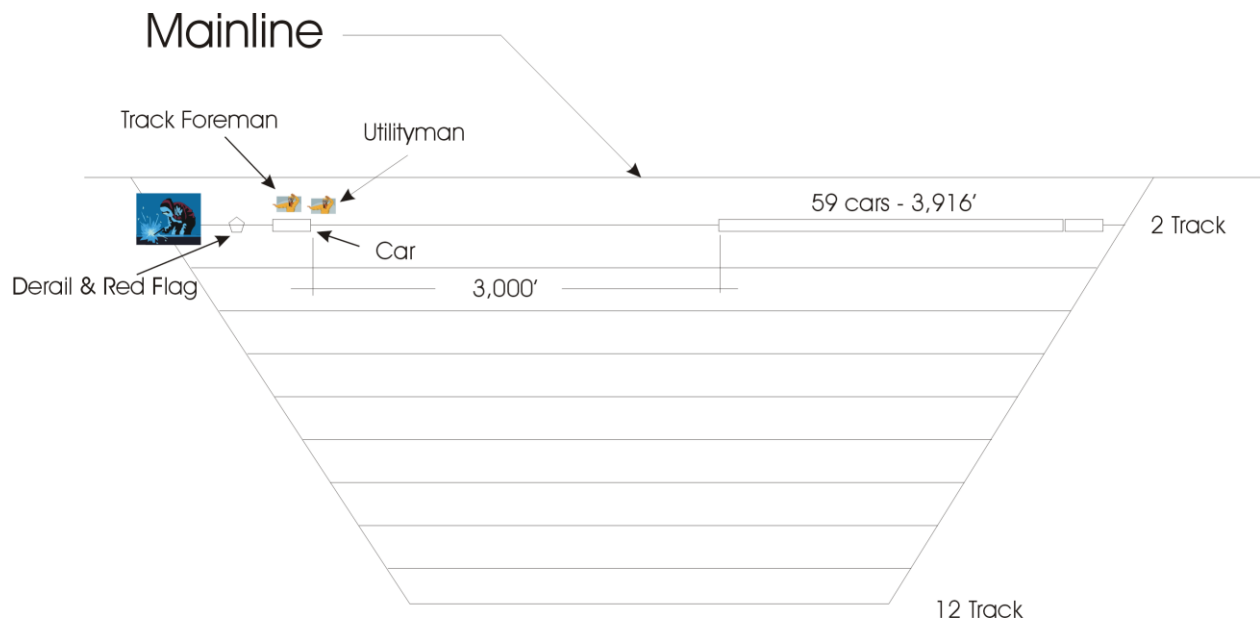 Mainline
Track Foreman
Utilityman
59 cars - 3,916’
2 Track
Car
Derail & Red Flag
3,000’
12 Track